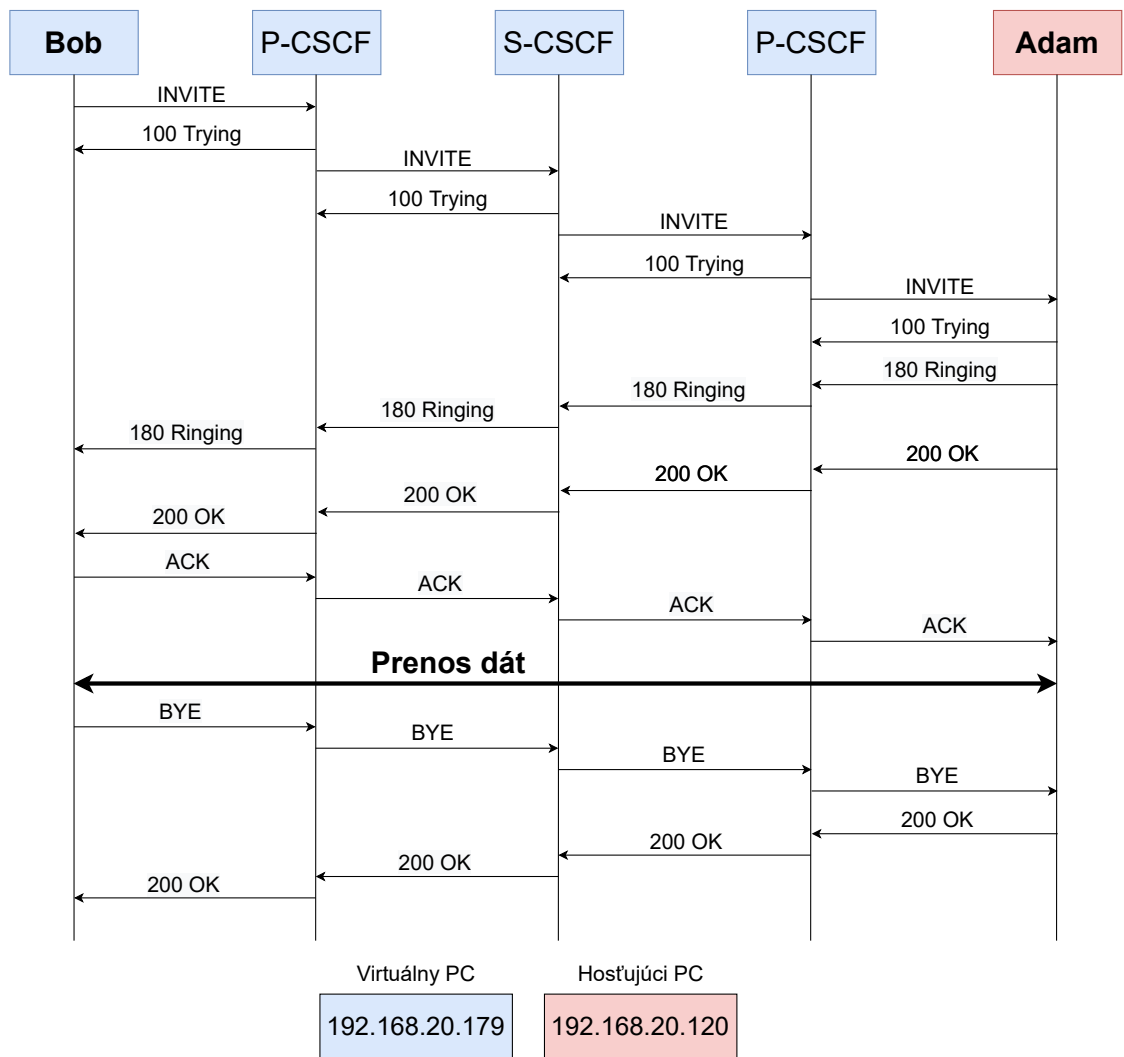 Bob
P-CSCF
S-CSCF
P-CSCF
Adam
INVITE
100 Trying
INVITE
100 Trying
INVITE
100 Trying
INVITE
100 Trying
180 Ringing
180 Ringing
180 Ringing
180 Ringing
200 OK
200 OK
200 OK
200 OK
ACK
ACK
ACK
ACK
Prenos dát
BYE
BYE
BYE
BYE
200 OK
200 OK
200 OK
200 OK
Virtuálny PC
Hosťujúci PC
192.168.20.179
192.168.20.120